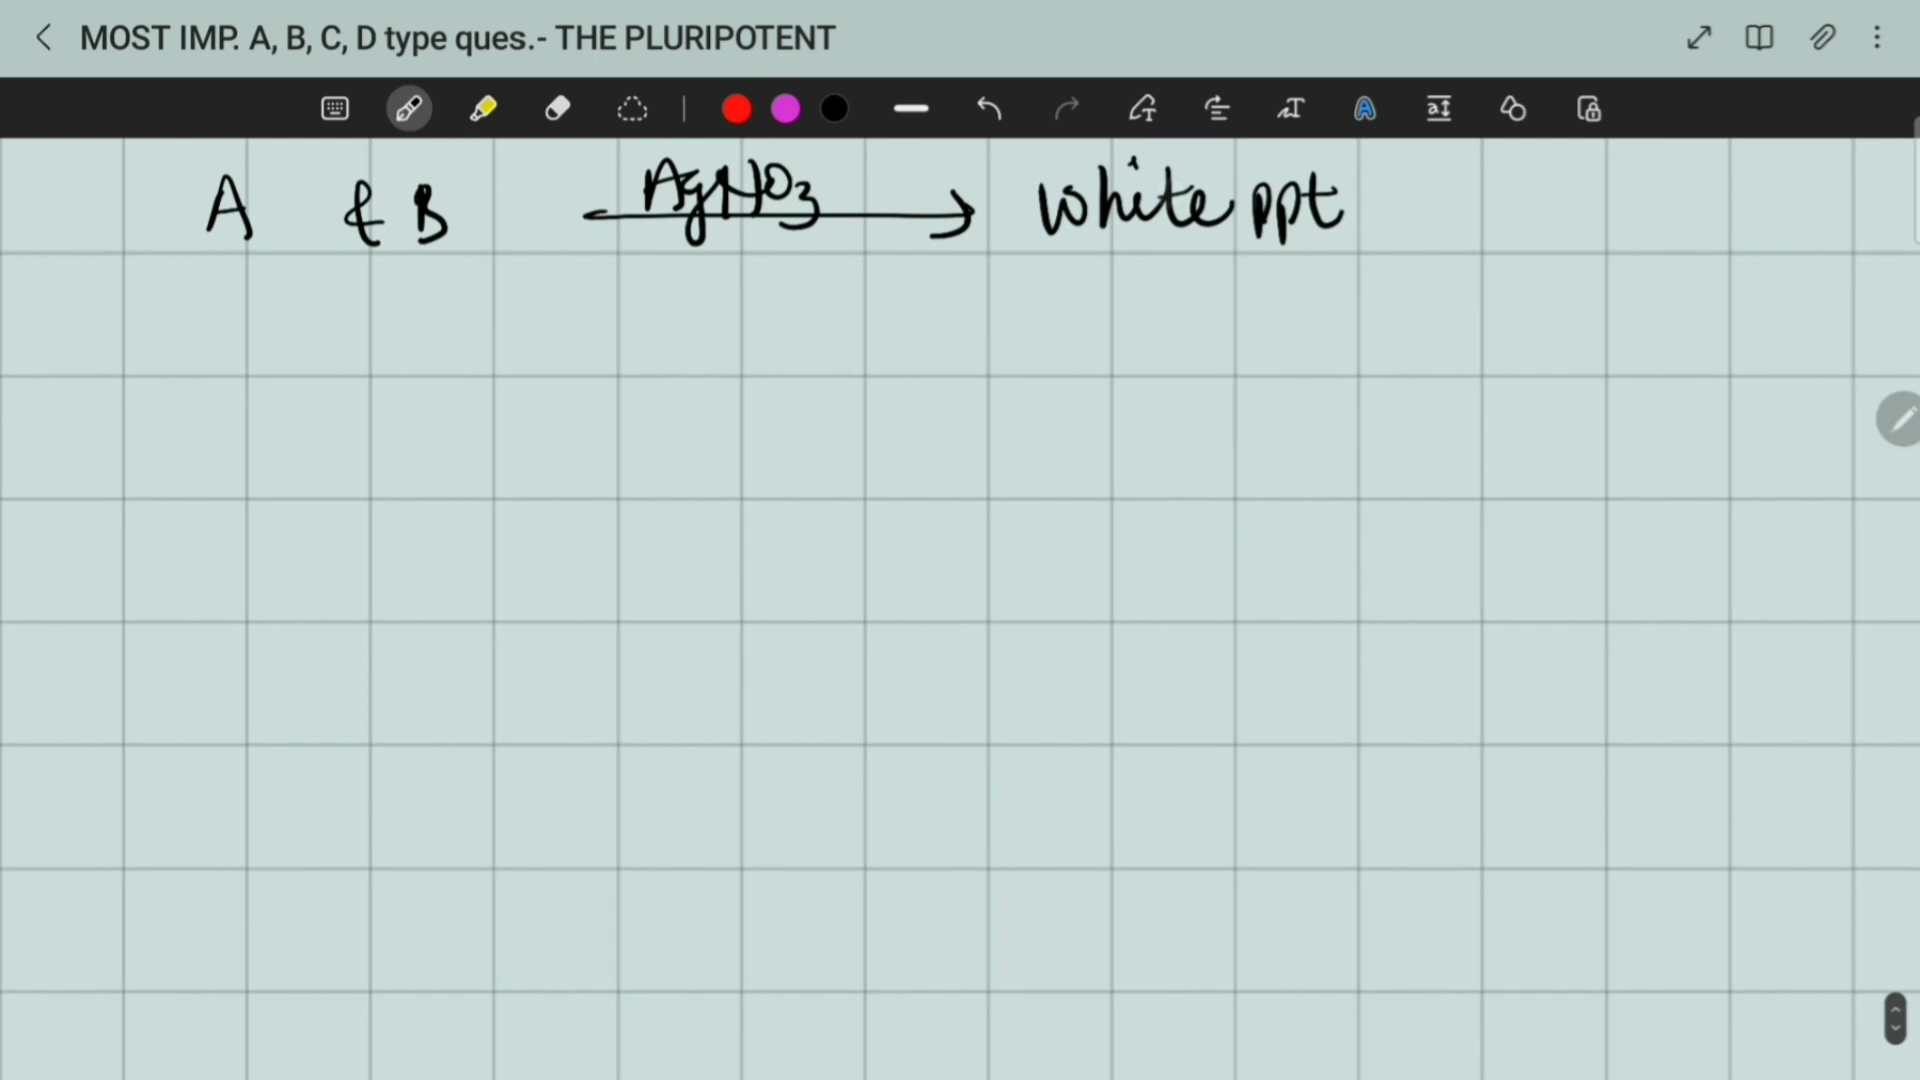 MOST IMP. A, B, C, D type ques.- THE PLURIPOTENT
A & B AgNO3 white ppt